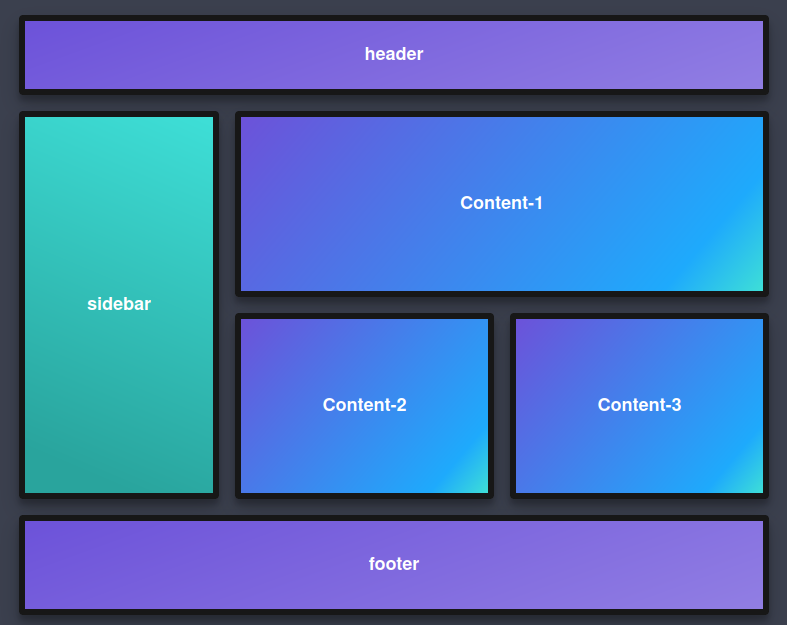 header
sidebar
Content-1
Content-2
Content-3
footer